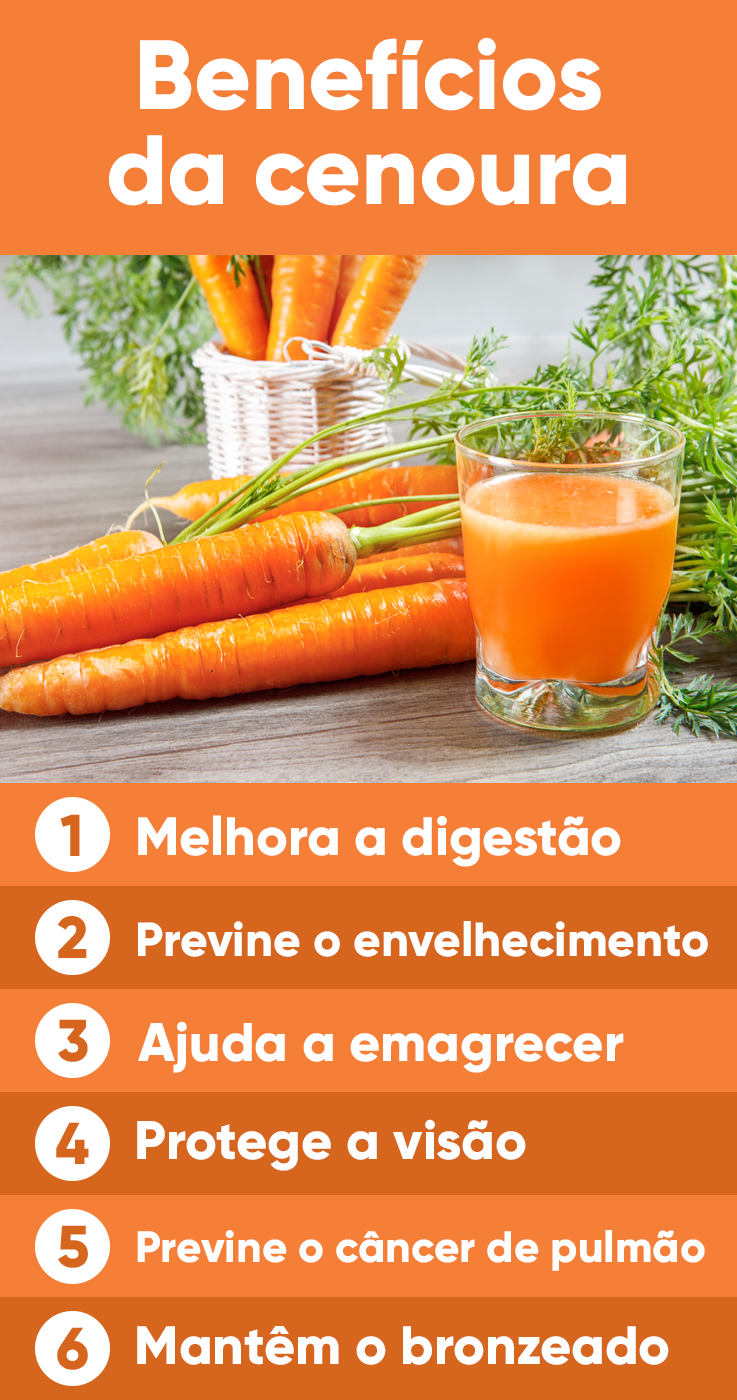 Benefícios
da cenoura
1 Melhora a digestão
2 Previne o envelhecimento
3 Ajuda a emagrecer
4 Protege a visão
5 Previne o câncer de pulmão
6 Mantêm o bronzeado